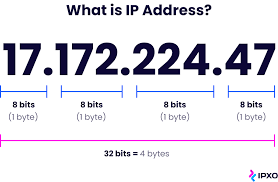 What is IP Address?
17.172.224.47
8 bits 8 bits 8 bits 8 bits
(1 byte) (1 byte) (1 byte) (1 byte)
32 bits = 4 bytes
IPXO